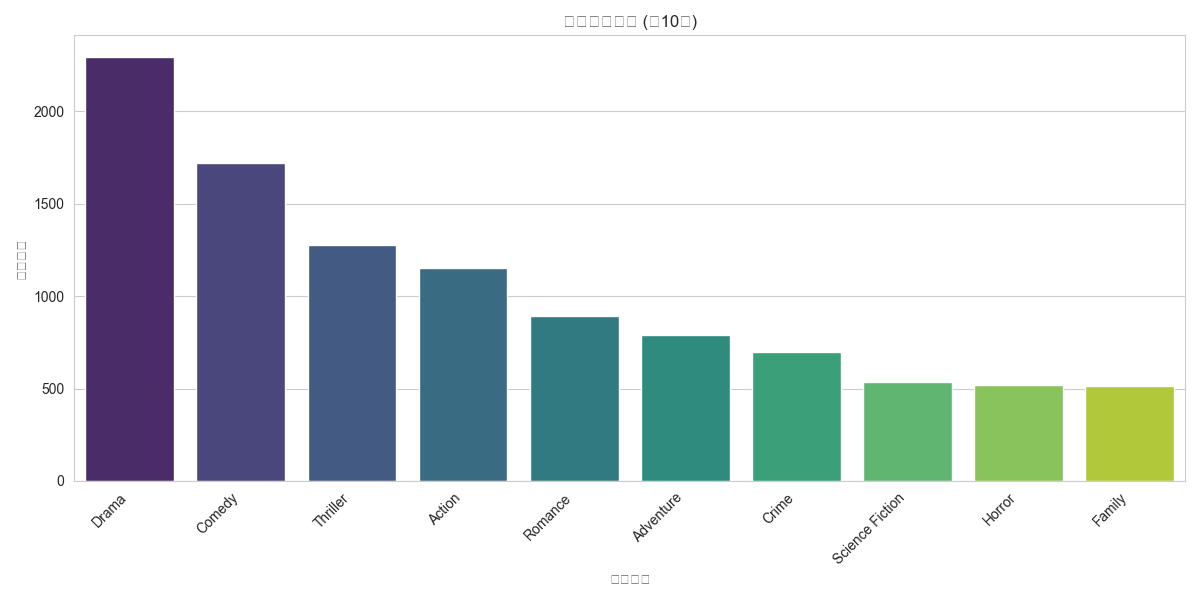 (10)
2000
1500
1000
500
0
Drama
Comedy
Thriller
Action
Romance
Adventure
Crime
Science Fiction
Horror
Family